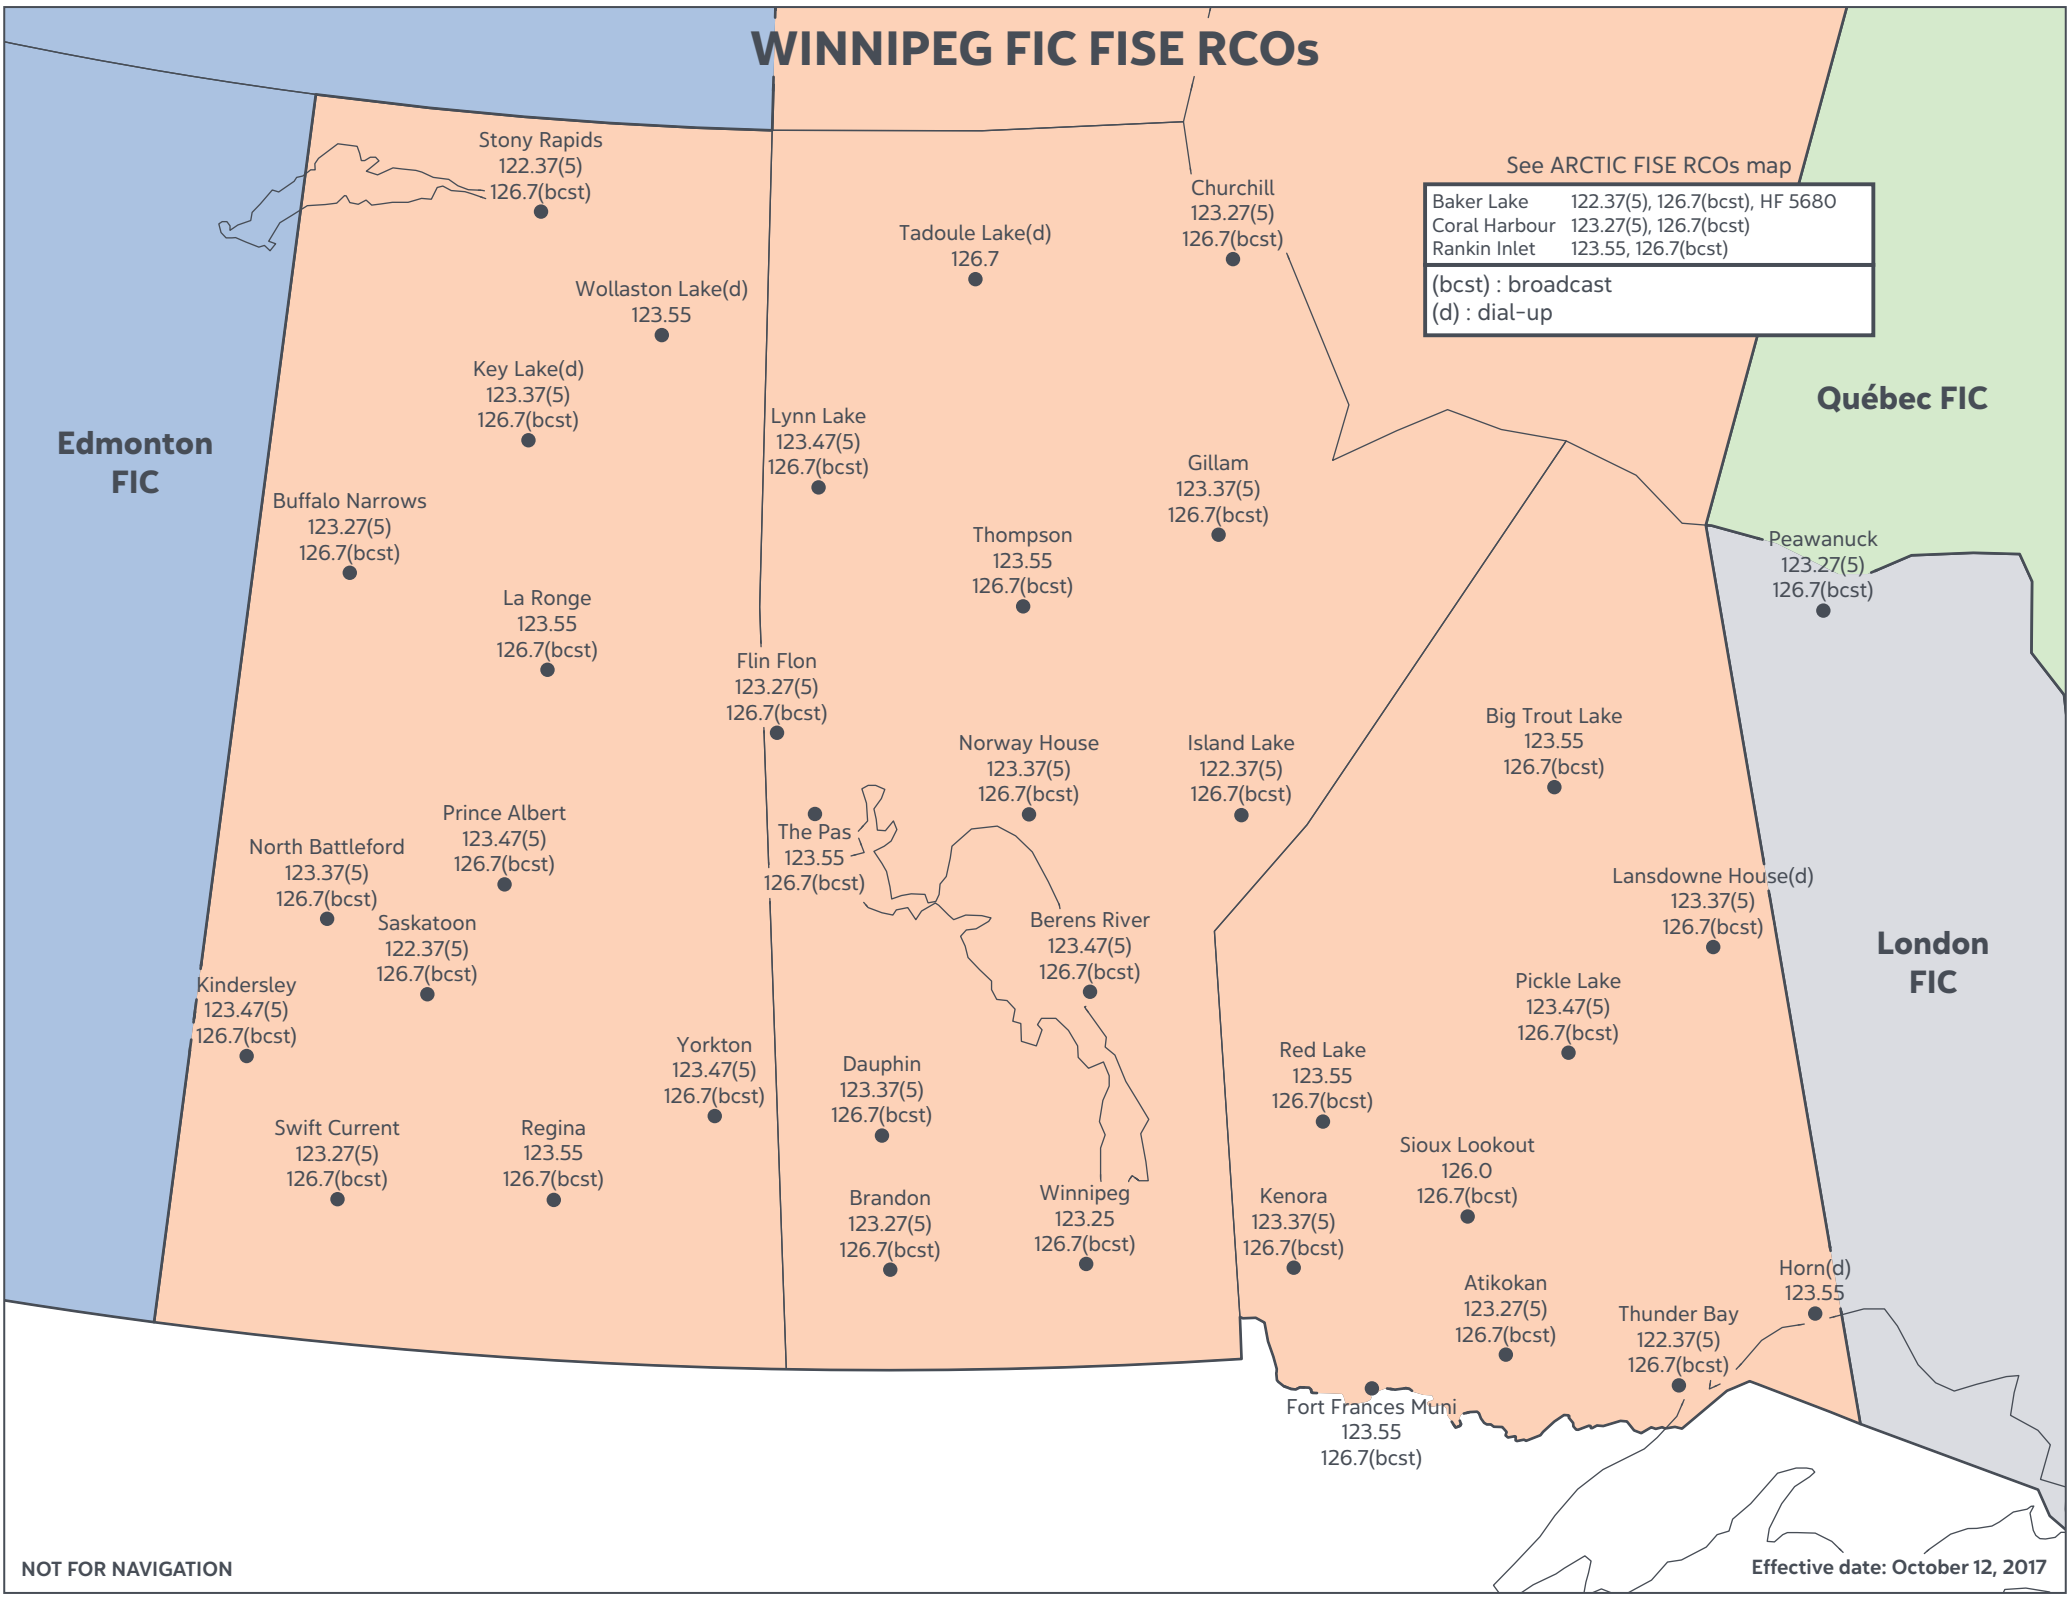 WINNIPEG FIC FISE RCOs
Stony Rapids
122.37(5)
126.7(bcst)
Churchill
123.27(5)
126.7(bcst)
See ARCTIC FISE RCOs map
Baker Lake 122.37(5), 126.7(bcst), HF 5680
Coral Harbour 123.27(5), 126.7(bcst)
Rankin Inlet 123.55, 126.7(bcst)
(bcst) : broadcast
(d) : dial-up
Tadoule Lake(d)
126.7
Wollaston Lake(d)
123.55
Key Lake(d)
123.37(5)
126.7(bcst)
Lynn Lake
123.47(5)
126.7(bcst)
Québec FIC
Edmonton
FIC
Gillam
123.37(5)
126.7(bcst)
Buffalo Narrows
123.27(5)
126.7(bcst)
Thompson
123.55
126.7(bcst)
Peawanuck
123.27(5)
126.7(bcst)
La Ronge
123.55
126.7(bcst)
Flin Flon
123.27(5)
126.7(bcst)
Norway House
123.37(5)
126.7(bcst)
Island Lake
122.37(5)
126.7(bcst)
Big Trout Lake
123.55
126.7(bcst)
Prince Albert
123.47(5)
126.7(bcst)
The Pas
123.55
126.7(bcst)
North Battleford
123.37(5)
126.7(bcst)
Lansdowne House(d)
123.37(5)
126.7(bcst)
Saskatoon
122.37(5)
126.7(bcst)
Berens River
123.47(5)
126.7(bcst)
London
FIC
Kindersley
123.47(5)
126.7(bcst)
Pickle Lake
123.47(5)
126.7(bcst)
Yorkton
123.47(5)
126.7(bcst)
Dauphin
123.37(5)
126.7(bcst)
Red Lake
123.55
126.7(bcst)
Swift Current
123.27(5)
126.7(bcst)
Regina
123.55
126.7(bcst)
Sioux Lookout
126.0
126.7(bcst)
Brandon
123.27(5)
126.7(bcst)
Winnipeg
123.25
126.7(bcst)
Kenora
123.37(5)
126.7(bcst)
Horn(d)
123.55
Atikokan
123.27(5)
126.7(bcst)
Thunder Bay
122.37(5)
126.7(bcst)
Fort Frances Muni
123.55
126.7(bcst)
NOT FOR NAVIGATION
Effective date: October 12, 2017